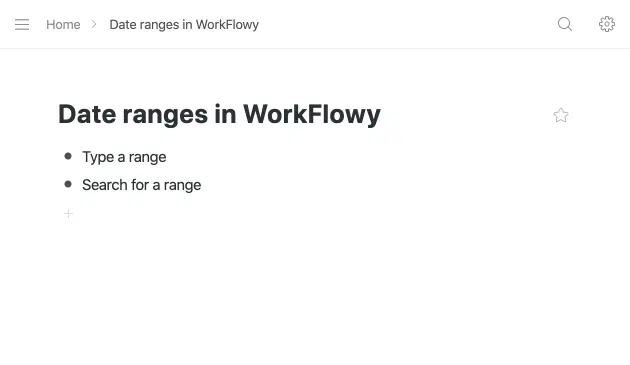 Home > Date ranges in WorkFlowy
Date ranges in WorkFlowy
Type a range
Search for a range